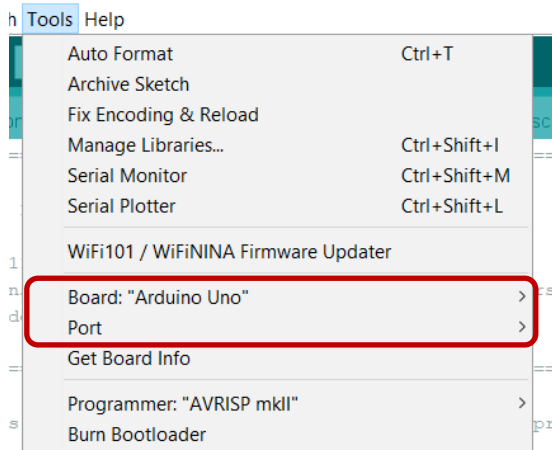 h Tools Help
Auto Format Ctrl+T
Archive Sketch
Fix Encoding & Reload
Manage Libraries... Ctrl+Shift+I
Serial Monitor Ctrl+Shift+M
Serial Plotter Ctrl+Shift+L
WiFi101 / WiFiNINA Firmware Updater
Board: "Arduino Uno"
Port
Get Board Info
Programmer: "AVRISP mkII"
Burn Bootloader